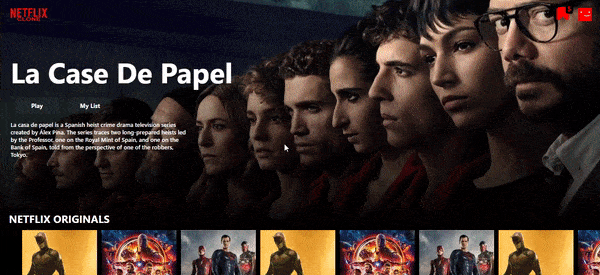 NETFLIX
CLONE
La Case De Papel
Play My List
La casa de papel is a Spanish heist crime drama television series
created by Álex Pina. The series traces two long-prepared heists led
by the Professor, one on the Royal Mint of Spain, and one on the
Bank of Spain, told from the perspective of one of the robbers,
Tokyo.
NETFLIX ORIGINALS